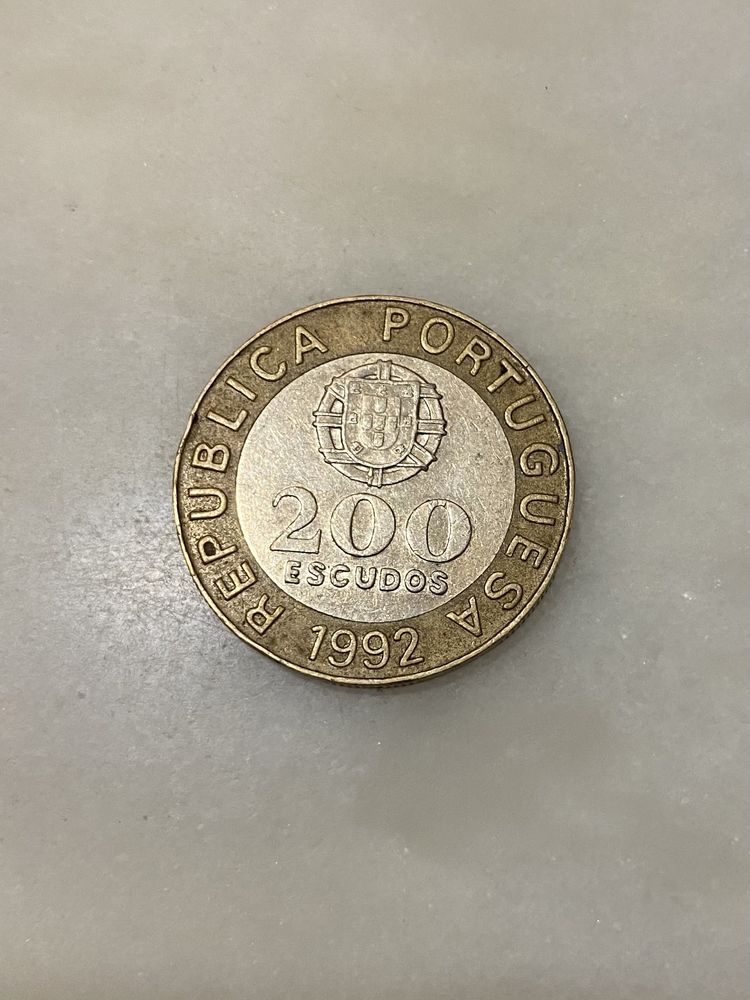 REPUBLICA PORTUGUESA
200
ESCUDOS
1992